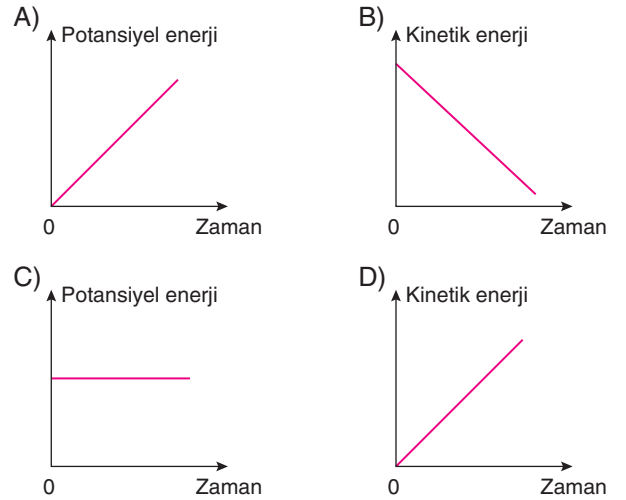 A) Potansiyel enerji
0 Zaman
B) Kinetik enerji
0 Zaman
C) Potansiyel enerji
0 Zaman
D) Kinetik enerji
0 Zaman